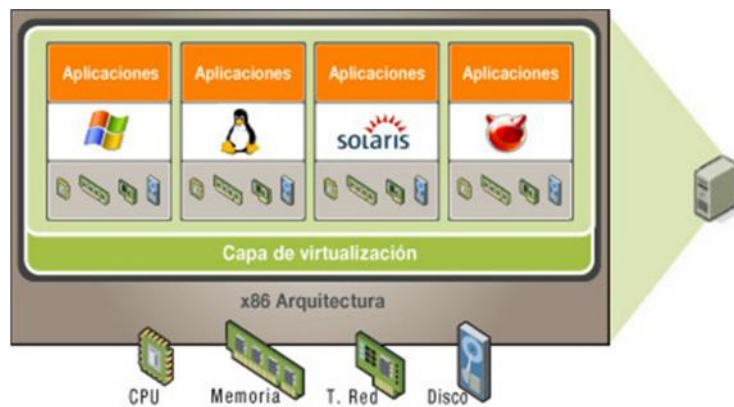 Aplicaciones Aplicaciones Aplicaciones Aplicaciones
solaris
Capa de virtualización
x86 Arquitectura
CPU Memoria T. Red Disco